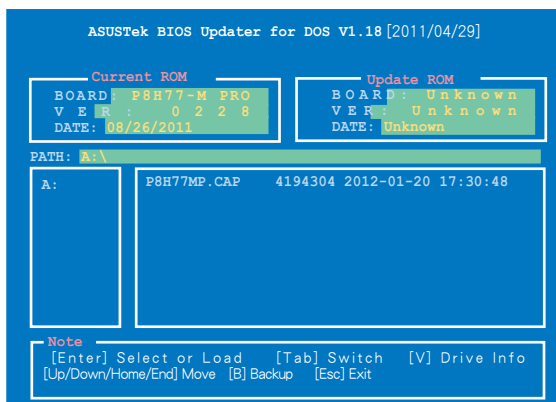 ASUSTek BIOS Updater for DOS V1.18 [2011/04/29]
Current ROM
BOARD: P8H77-M PRO
VER: 0228
DATE: 08/26/2011
Update ROM
BOARD: Unknown
VER: Unknown
DATE: Unknown
PATH: A:\
A:
P8H77MP.CAP 4194304 2012-01-20 17:30:48
Note
[Enter] Select or Load [Tab] Switch [V] Drive Info
[Up/Down/Home/End] Move [B] Backup [Esc] Exit